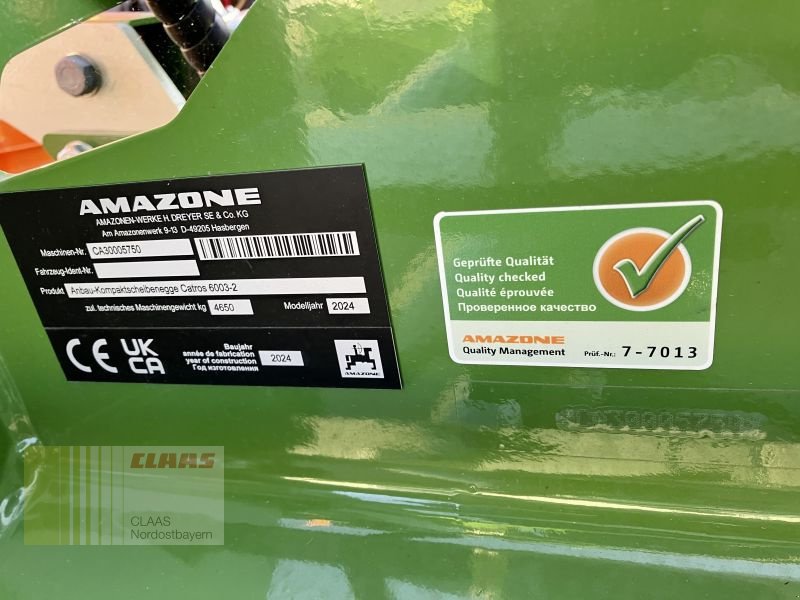 AMAZONE
AMAZONEN-WERKE H. DREYER SE & Co. KG
Am Amazonenwerk 9-13 D-49205 Hasbergen
Maschinen-Nr. CA30005750
Fahrzeug-Ident-Nr.
Produkt Anbau-Kompaktscheibenegge Catros 6003-2
zul. technisches Maschinengewicht kg 4650 Modelljahr 2024
CE UK CA
Baujahr
année de fabrication
year of construction
Год изготовления
2024
AMAZONE
Geprüfte Qualität
Quality checked
Qualité éprouvée
Проверенное качество
AMAZONE
Quality Management Prüf.-Nr.: 7-7013
CLAAS
CLAAS
Nordostbayern